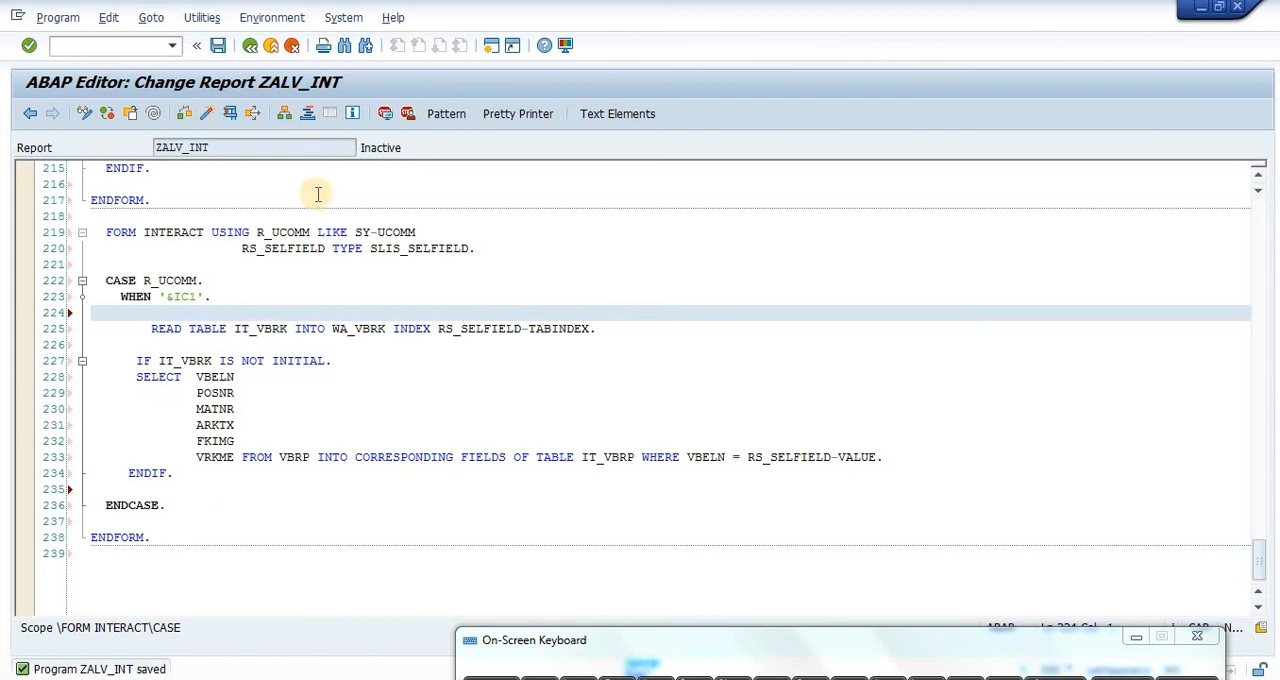 Program Edit Goto Utilities Environment System Help
ABAP Editor: Change Report ZALV_INT
Pattern Pretty Printer Text Elements
Report ZALV_INT Inactive
215 ENDIF.
216
217 ENDFORM.
218
219 FORM INTERACT USING R_UCOMM LIKE SY-UCOMM
220 RS_SELFIELD TYPE SLIS_SELFIELD.
221
222 CASE R_UCOMM.
223 WHEN '&IC1'.
224
225 READ TABLE IT_VBRK INTO WA_VBRK INDEX RS_SELFIELD-TABINDEX.
226
227 IF IT_VBRK IS NOT INITIAL.
228 SELECT VBELN
229 POSNR
230 MATNR
231 ARKTX
232 FKIMG
233 VRKME FROM VBRP INTO CORRESPONDING FIELDS OF TABLE IT_VBRP WHERE VBELN = RS_SELFIELD-VALUE.
234 ENDIF.
235
236 ENDCASE.
237
238 ENDFORM.
239
Scope \FORM INTERACT\CASE
On-Screen Keyboard
Program ZALV_INT saved